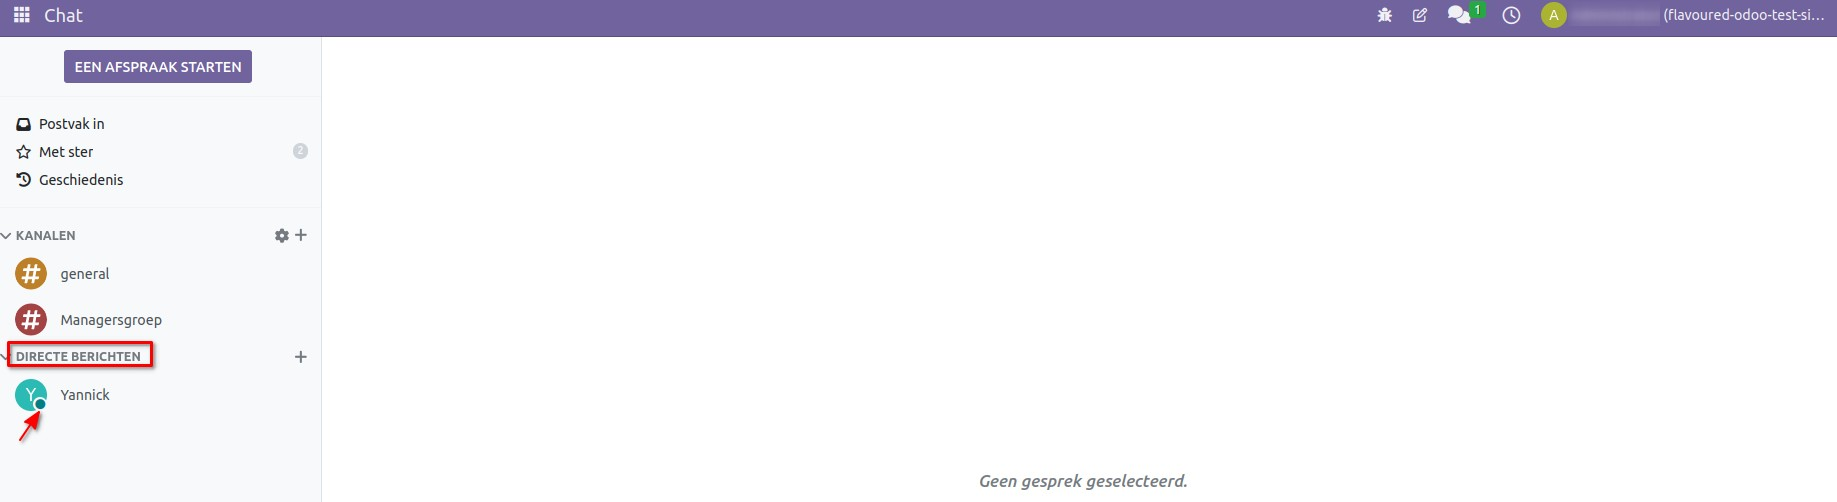 Chat
1
A
(flavoured-odoo-test-si...
EEN AFSPRAAK STARTEN
Postvak in
Met ster
2
Geschiedenis
KANALEN
general
Managersgroep
DIRECTE BERICHTEN
Y
Yannick
Geen gesprek geselecteerd.